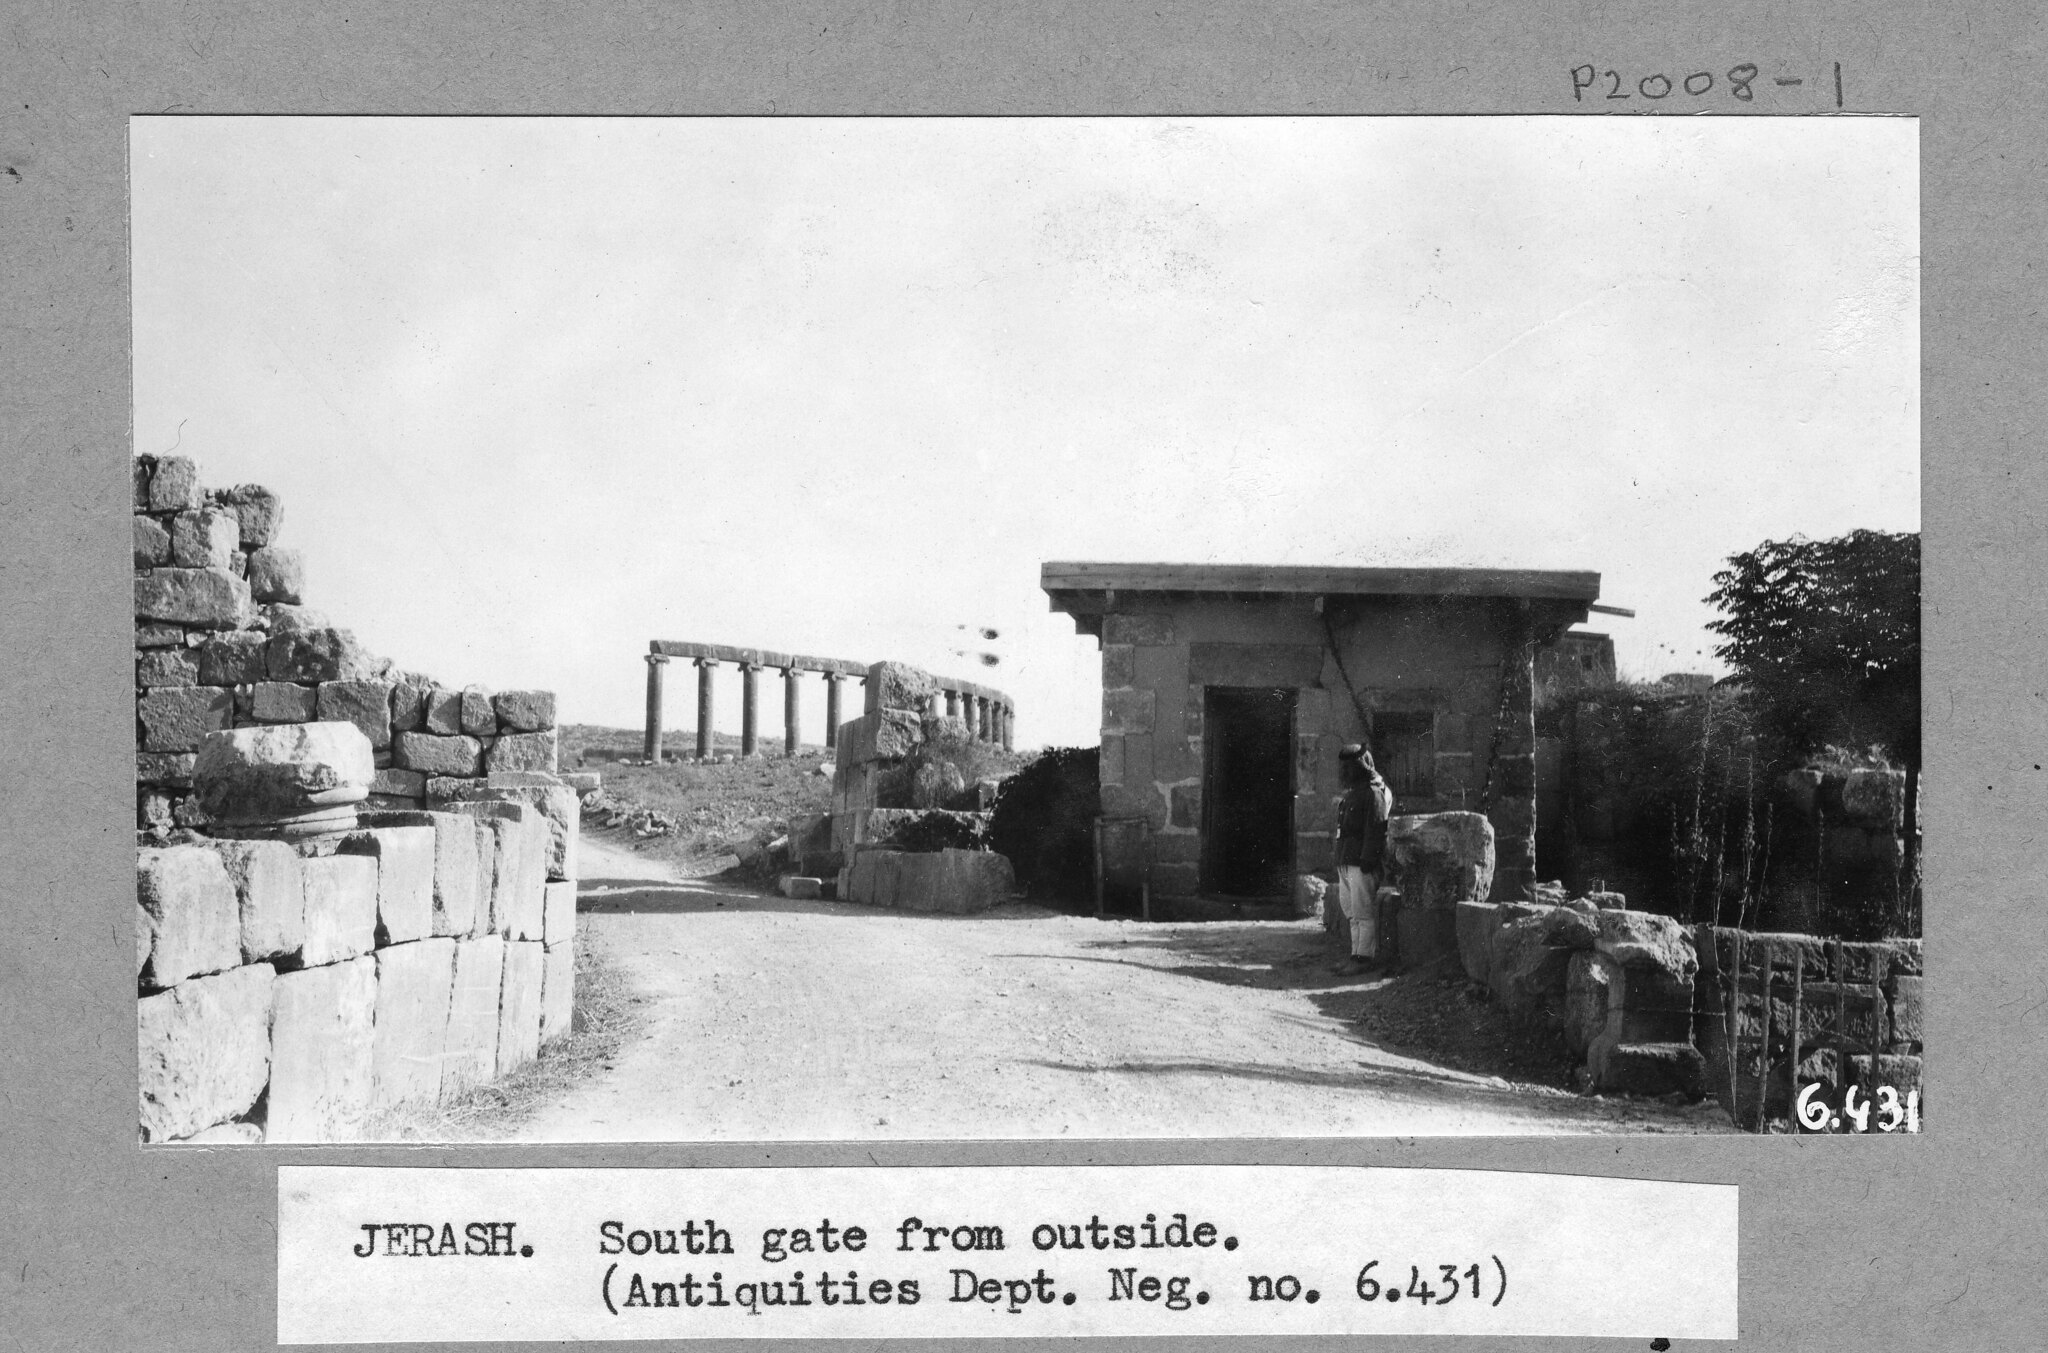 P2008-1
6.431
JERASH. South gate from outside.
(Antiquities Dept. Neg. no. 6.431)